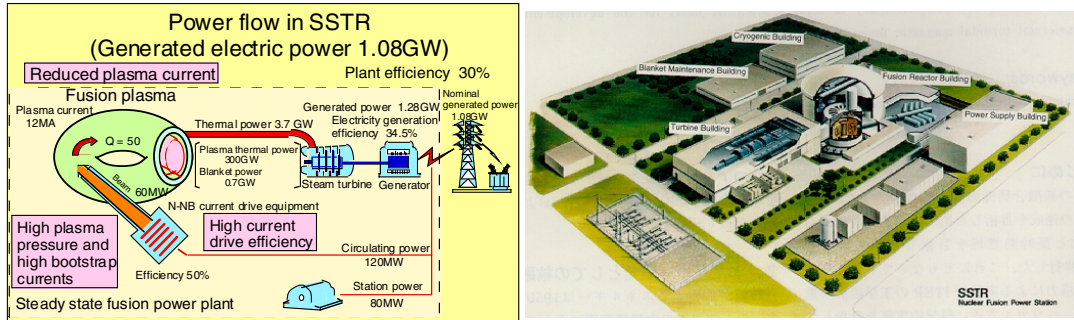 Power flow in SSTR
(Generated electric power 1.08GW)
Reduced plasma current
Plant efficiency 30%
Fusion plasma
Plasma current
12MA
Q = 50
Thermal power 3.7 GW
Generated power 1.28GW
Electricity generation
efficiency 34.5%
Nominal
generated power
1.08GW
Plasma thermal power
300GW
Blanket power
0.7GW
Steam turbine
Generator
Beam 60MW
N-NB current drive equipment
High plasma
pressure and
high bootstrap
currents
High current
drive efficiency
Efficiency 50%
Circulating power
120MW
Station power
80MW
Steady state fusion power plant
Cryogenic Building
Blanket Maintenance Building
Fusion Reactor Building
Turbine Building
Power Supply Building
SSTR
Nuclear Fusion Power Station